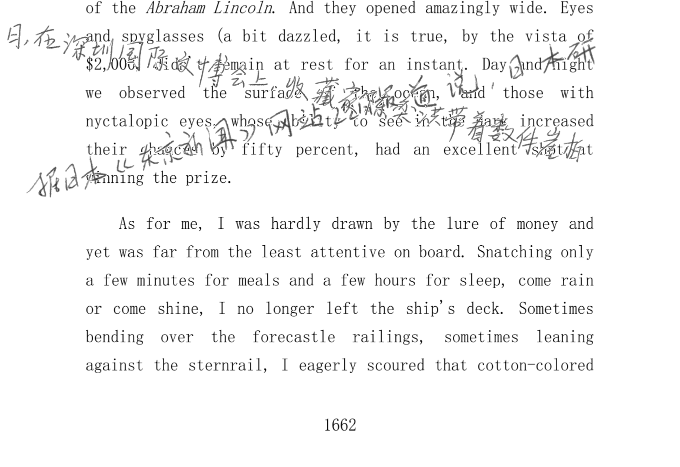 of the Abraham Lincoln. And they opened amazingly wide. Eyes
and spyglasses (a bit dazzled, it is true, by the vista of
$2,000) didn't remain at rest for an instant. Day and night
we observed the surface of the ocean, and those with
nyctalopic eyes, whose ability to see in the dark increased
their chances by fifty percent, had an excellent shot at
winning the prize.
日,在深圳国际文博会上,收藏家 通 说,日本研
据日本《东京新闻》网站 带着数件
As for me, I was hardly drawn by the lure of money and
yet was far from the least attentive on board. Snatching only
a few minutes for meals and a few hours for sleep, come rain
or come shine, I no longer left the ship's deck. Sometimes
bending over the forecastle railings, sometimes leaning
against the sternrail, I eagerly scoured that cotton-colored
1662